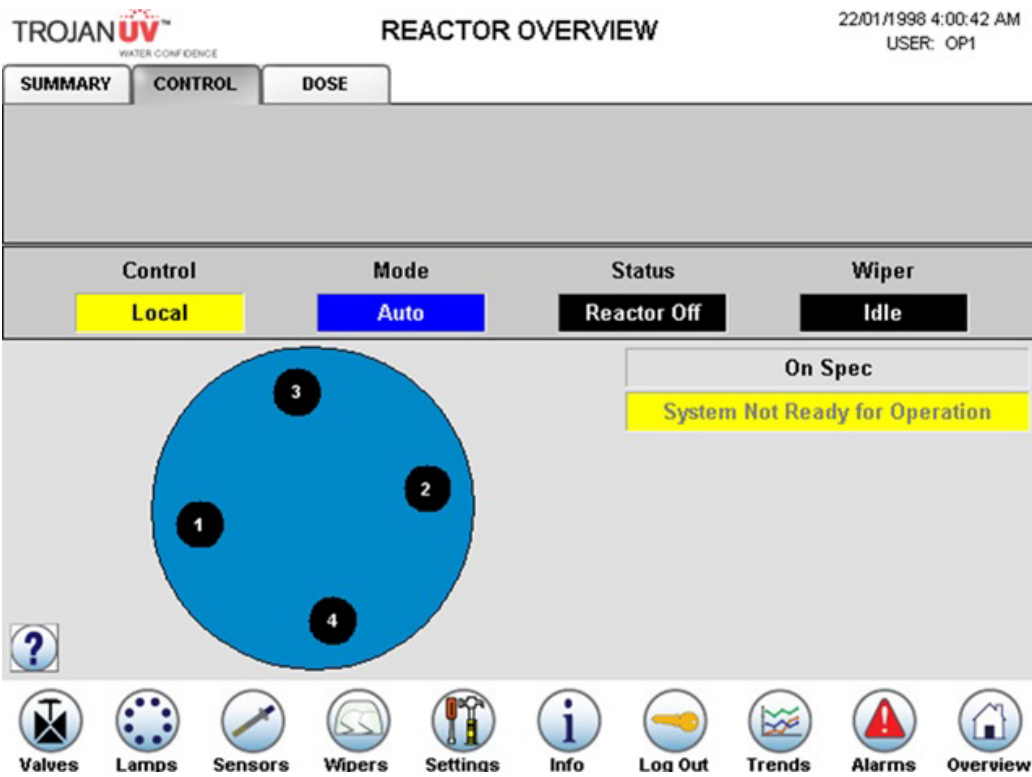 TROJAN UV™
WATER CONFIDENCE
REACTOR OVERVIEW
22/01/1998 4:00:42 AM
USER: OP1
SUMMARY CONTROL DOSE
Control Mode Status Wiper
Local Auto Reactor Off Idle
On Spec
System Not Ready for Operation
3
2
1
4
?
Valves Lamps Sensors Wipers Settings Info Log Out Trends Alarms Overview